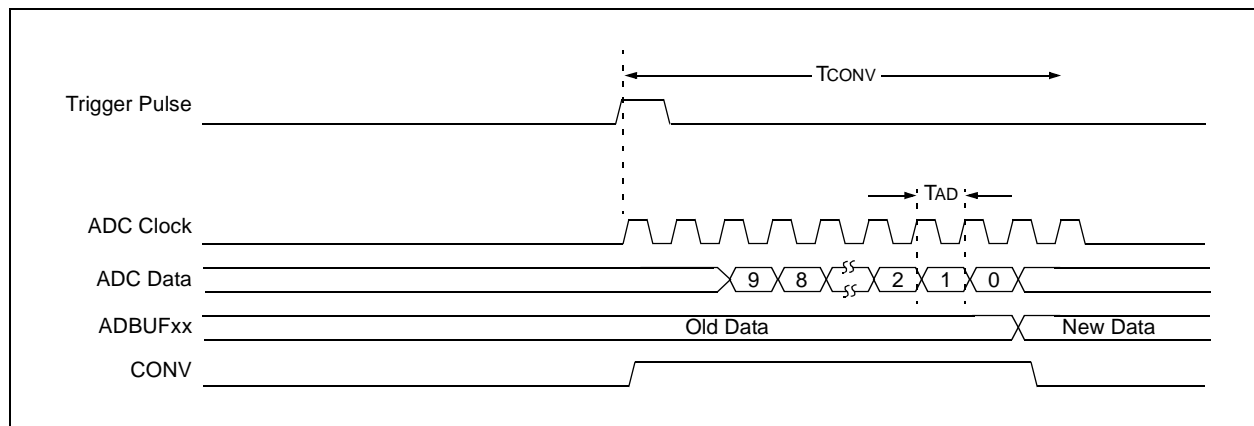 TCONV
Trigger Pulse
TAD
ADC Clock
ADC Data 9 8 2 1 0
ADBUFxx Old Data New Data
CONV